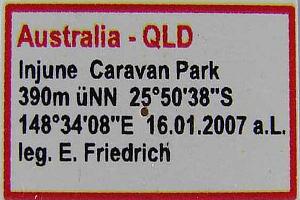 Australia - QLD
Injune Caravan Park
390m üNN 25°50'38"S
148°34'08"E 16.01.2007 a.L.
leg. E. Friedrich